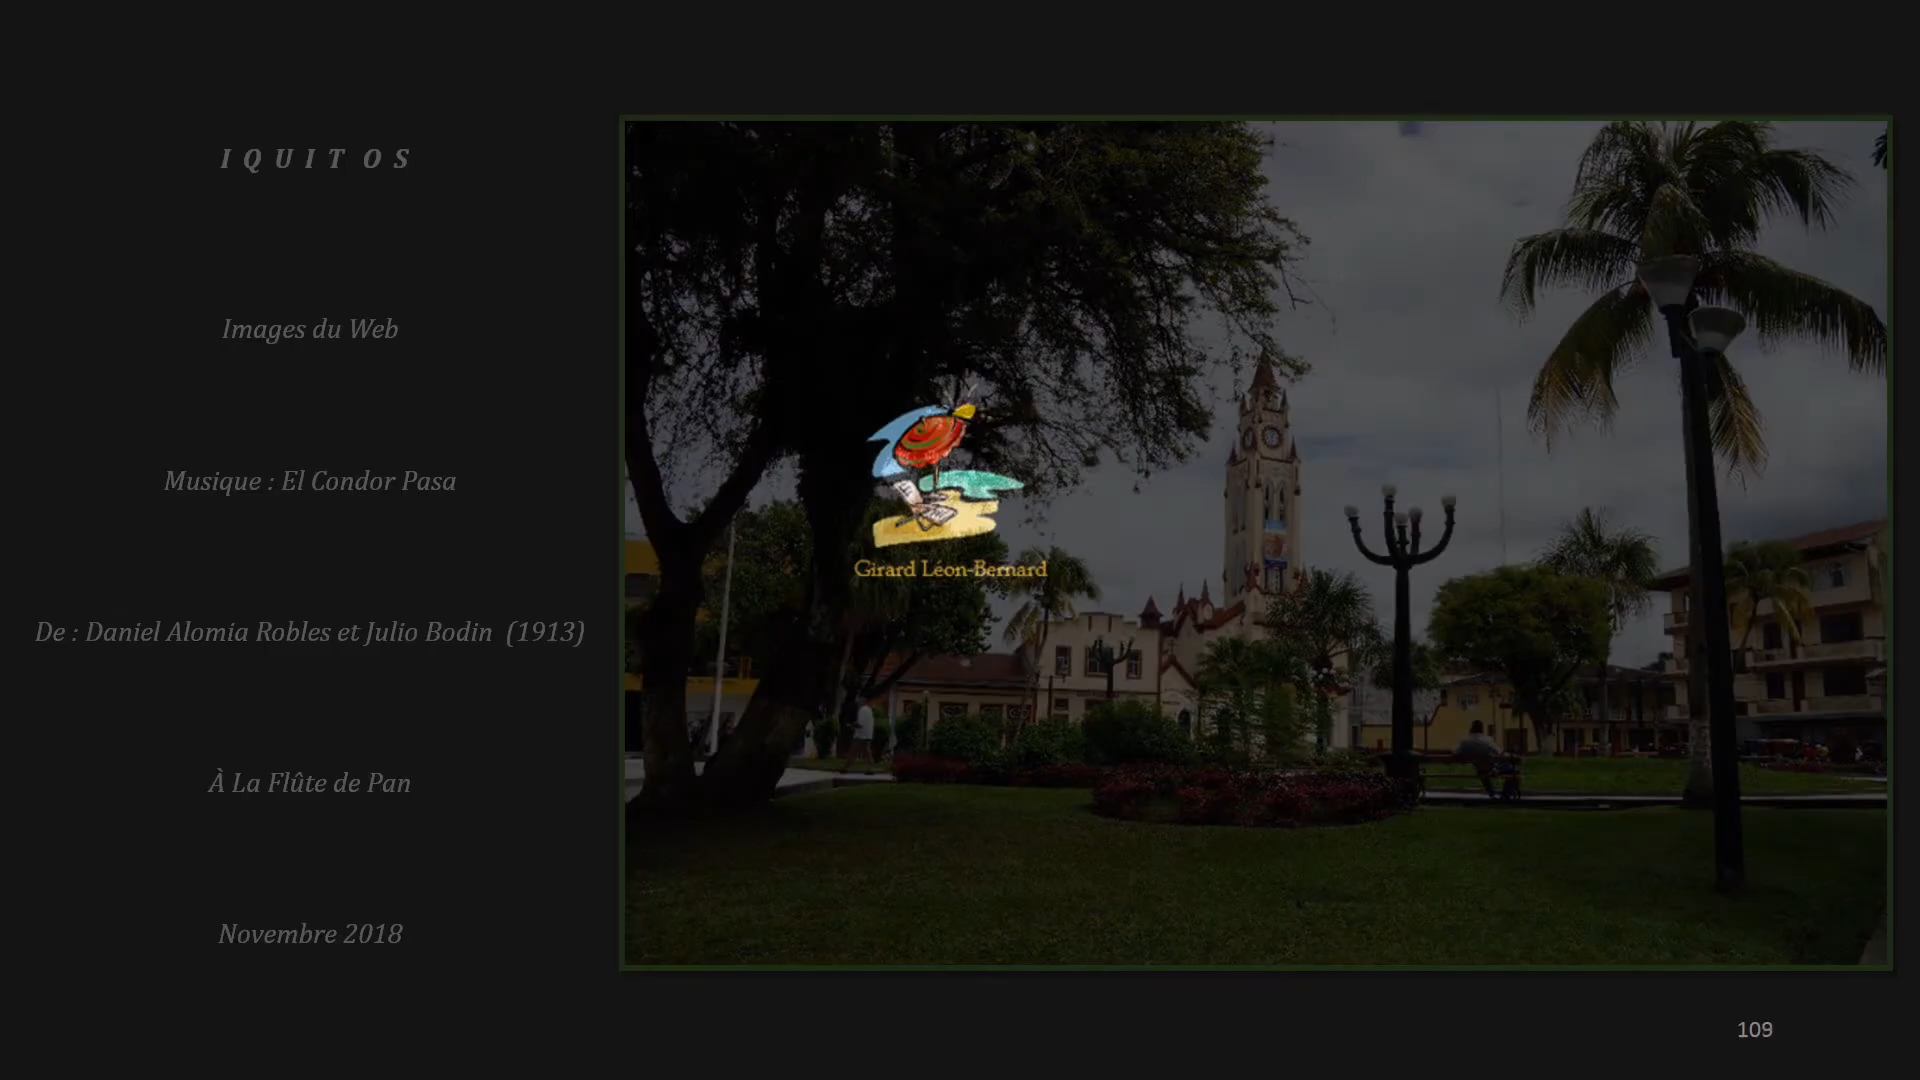 I Q U I T O S
Images du Web
Musique : El Condor Pasa
De : Daniel Alomia Robles et Julio Bodin (1913)
À La Flûte de Pan
Novembre 2018
Girard Léon-Bernard
109